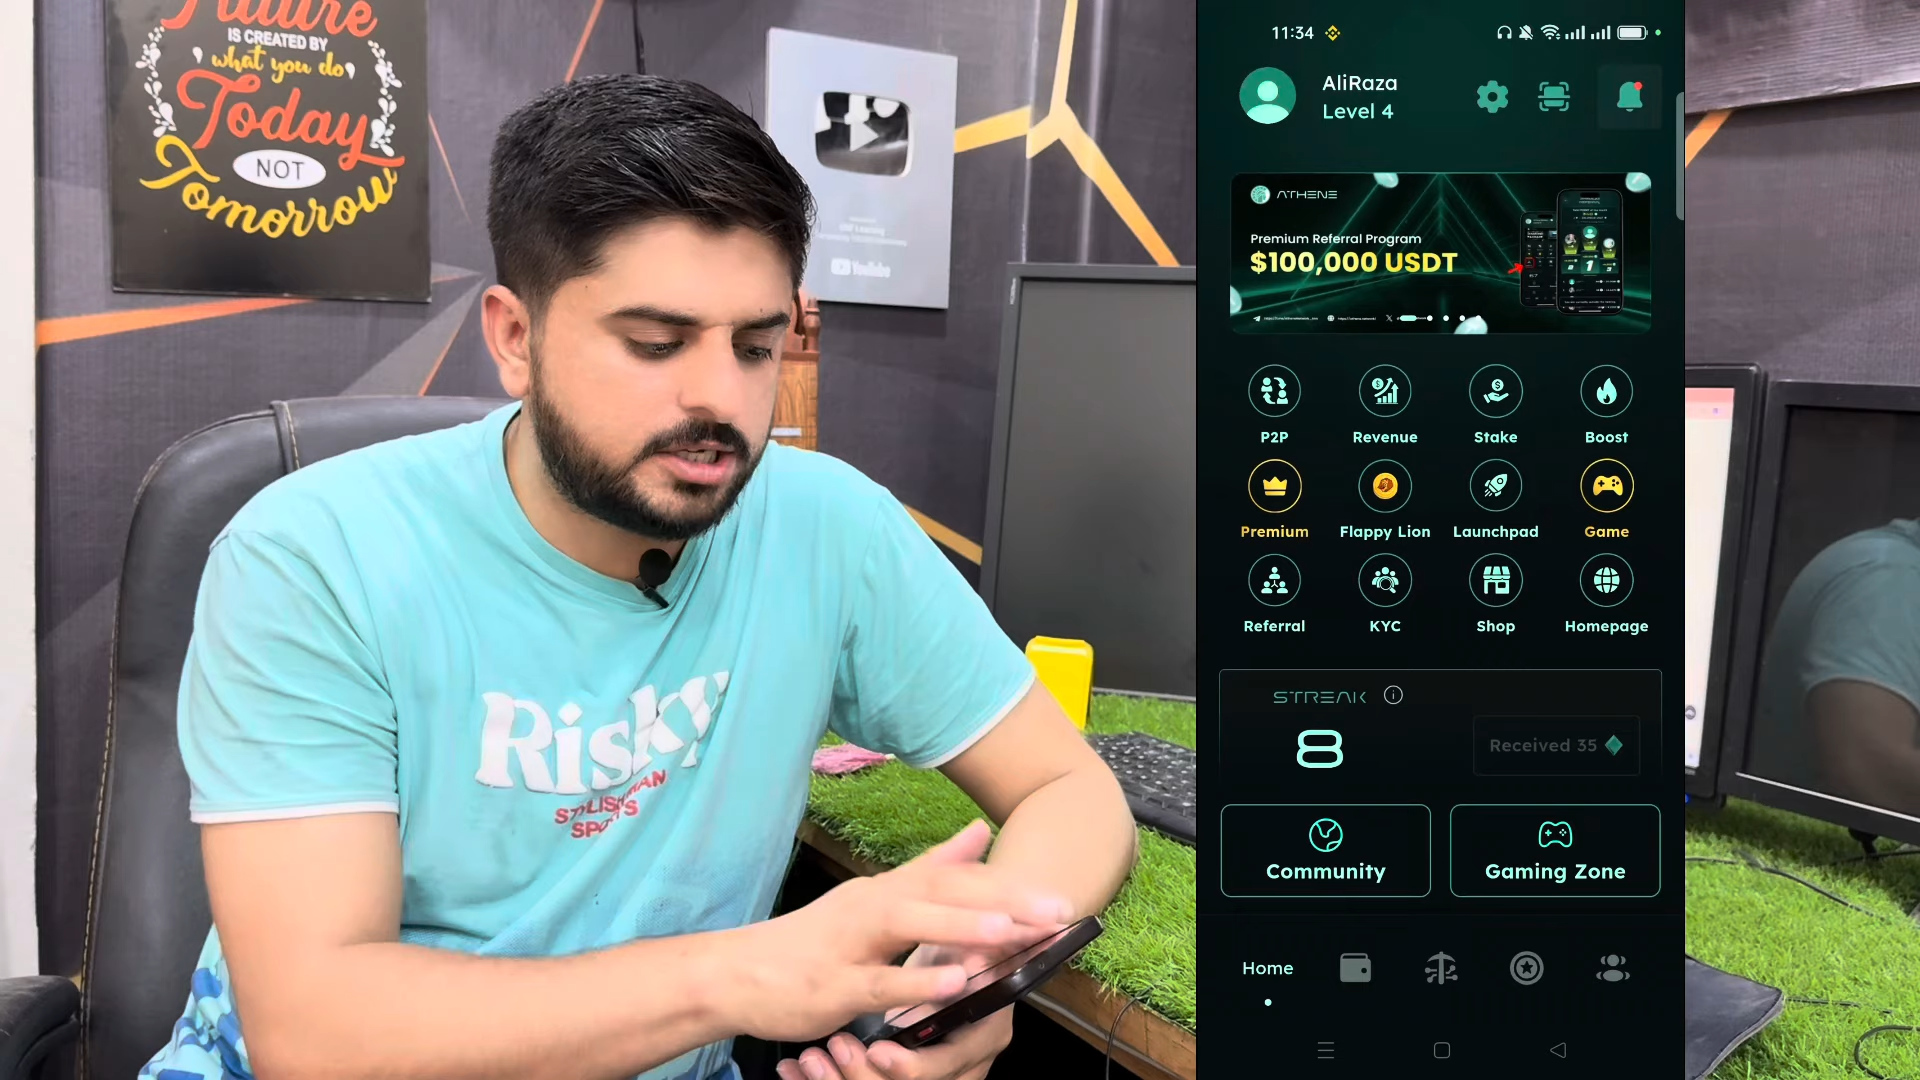 Future
IS CREATED BY
what you do
Today
NOT
Tomorrow
YouTube
Risky
11:34
AliRaza
Level 4
ATHENE
Premium Referral Program
$100,000 USDT
P2P
Revenue
Stake
Boost
Premium
Flappy Lion
Launchpad
Game
Referral
KYC
Shop
Homepage
STREAK
8
Received 35
Community
Gaming Zone
Home